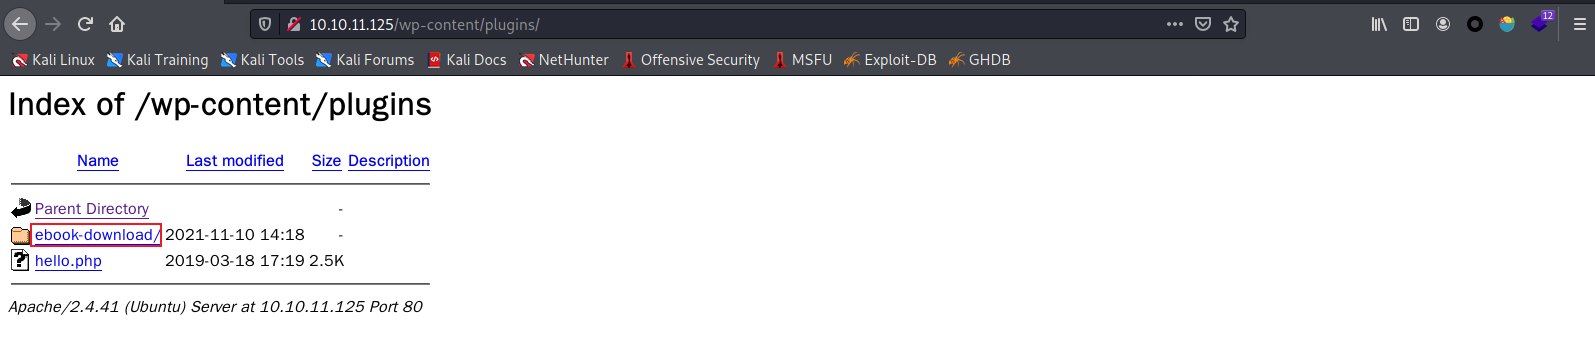 10.10.11.125/wp-content/plugins/
12
Kali Linux Kali Training Kali Tools Kali Forums Kali Docs NetHunter Offensive Security MSFU Exploit-DB GHDB
Index of /wp-content/plugins
Name Last modified Size Description
Parent Directory -
ebook-download/ 2021-11-10 14:18 -
hello.php 2019-03-18 17:19 2.5K
Apache/2.4.41 (Ubuntu) Server at 10.10.11.125 Port 80